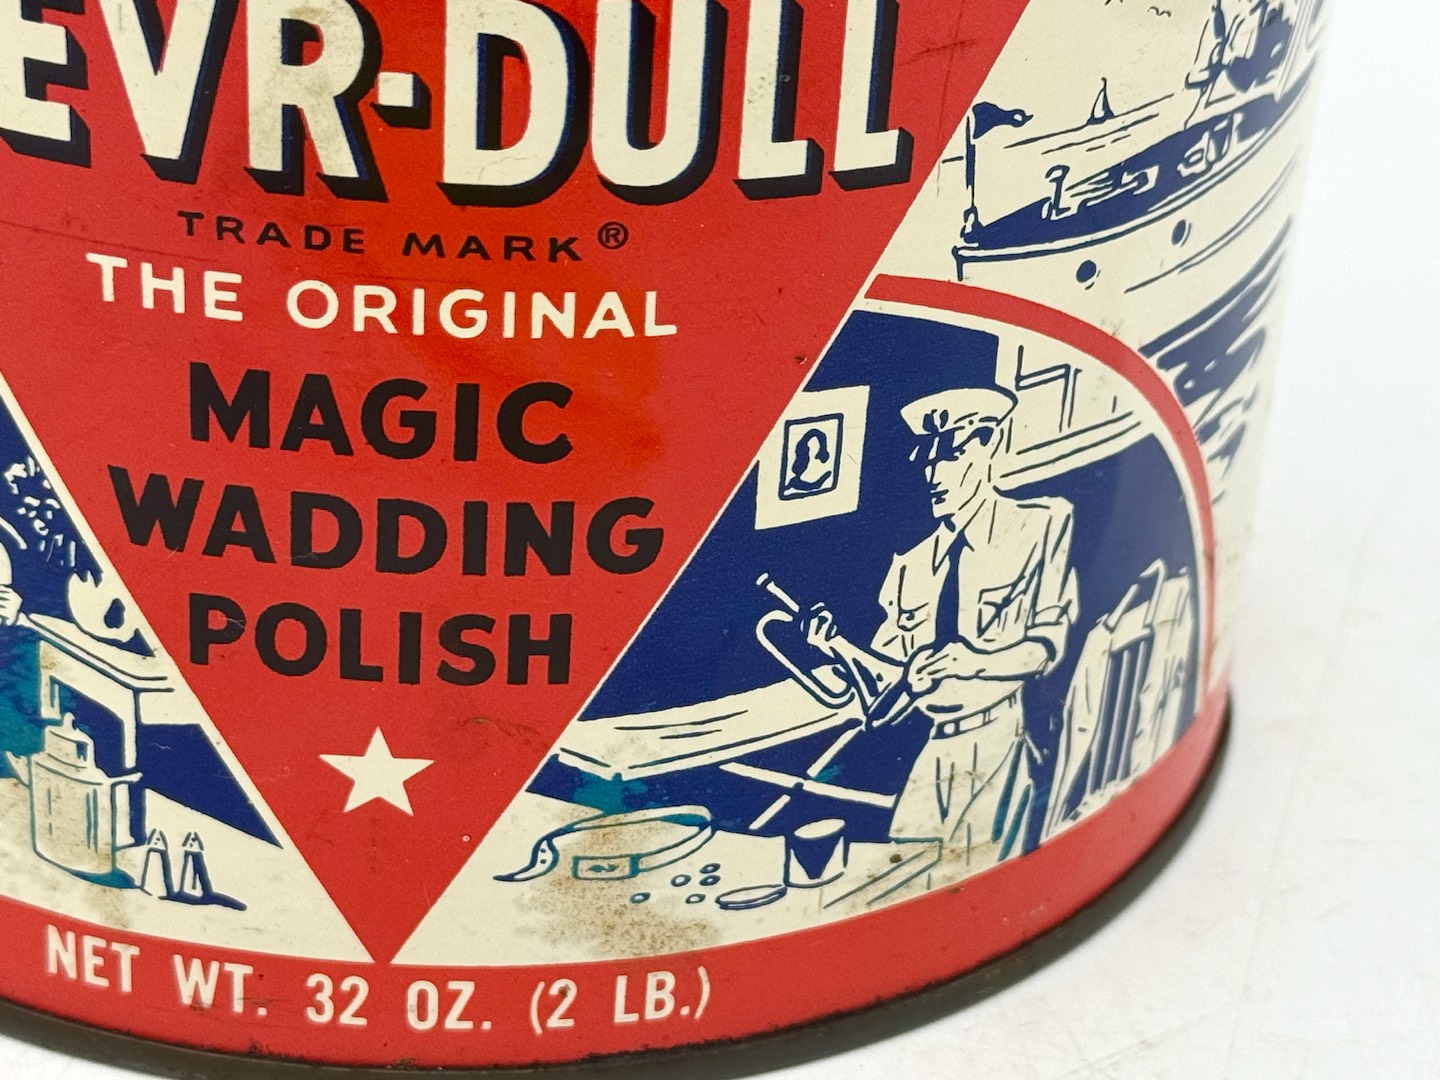 EVR-DULL
TRADE MARK®
THE ORIGINAL
MAGIC
WADDING
POLISH
NET WT. 32 OZ. (2 LB.)